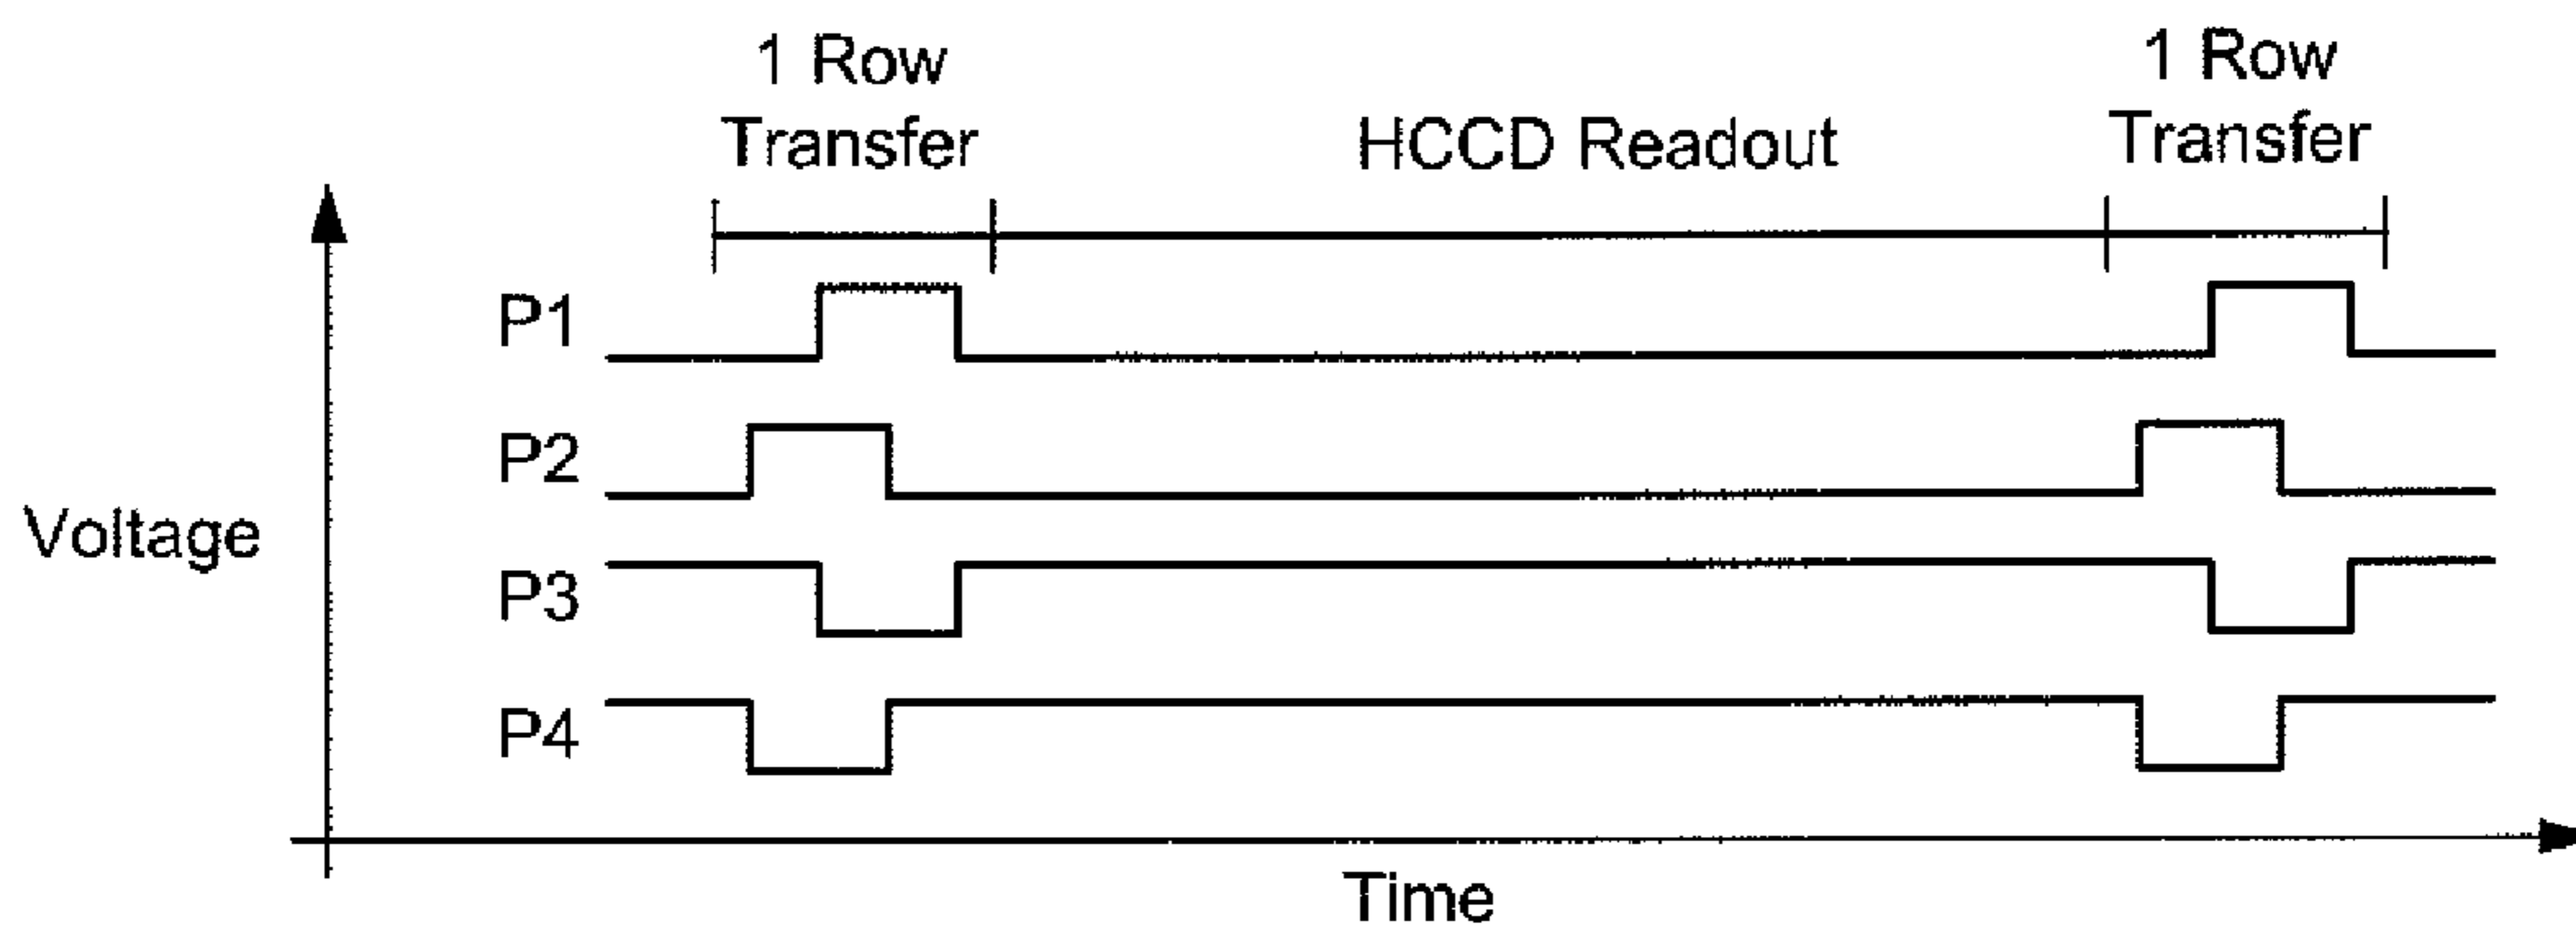 1 Row
Transfer
HCCD Readout
1 Row
Transfer
P1
P2
Voltage
P3
P4
Time